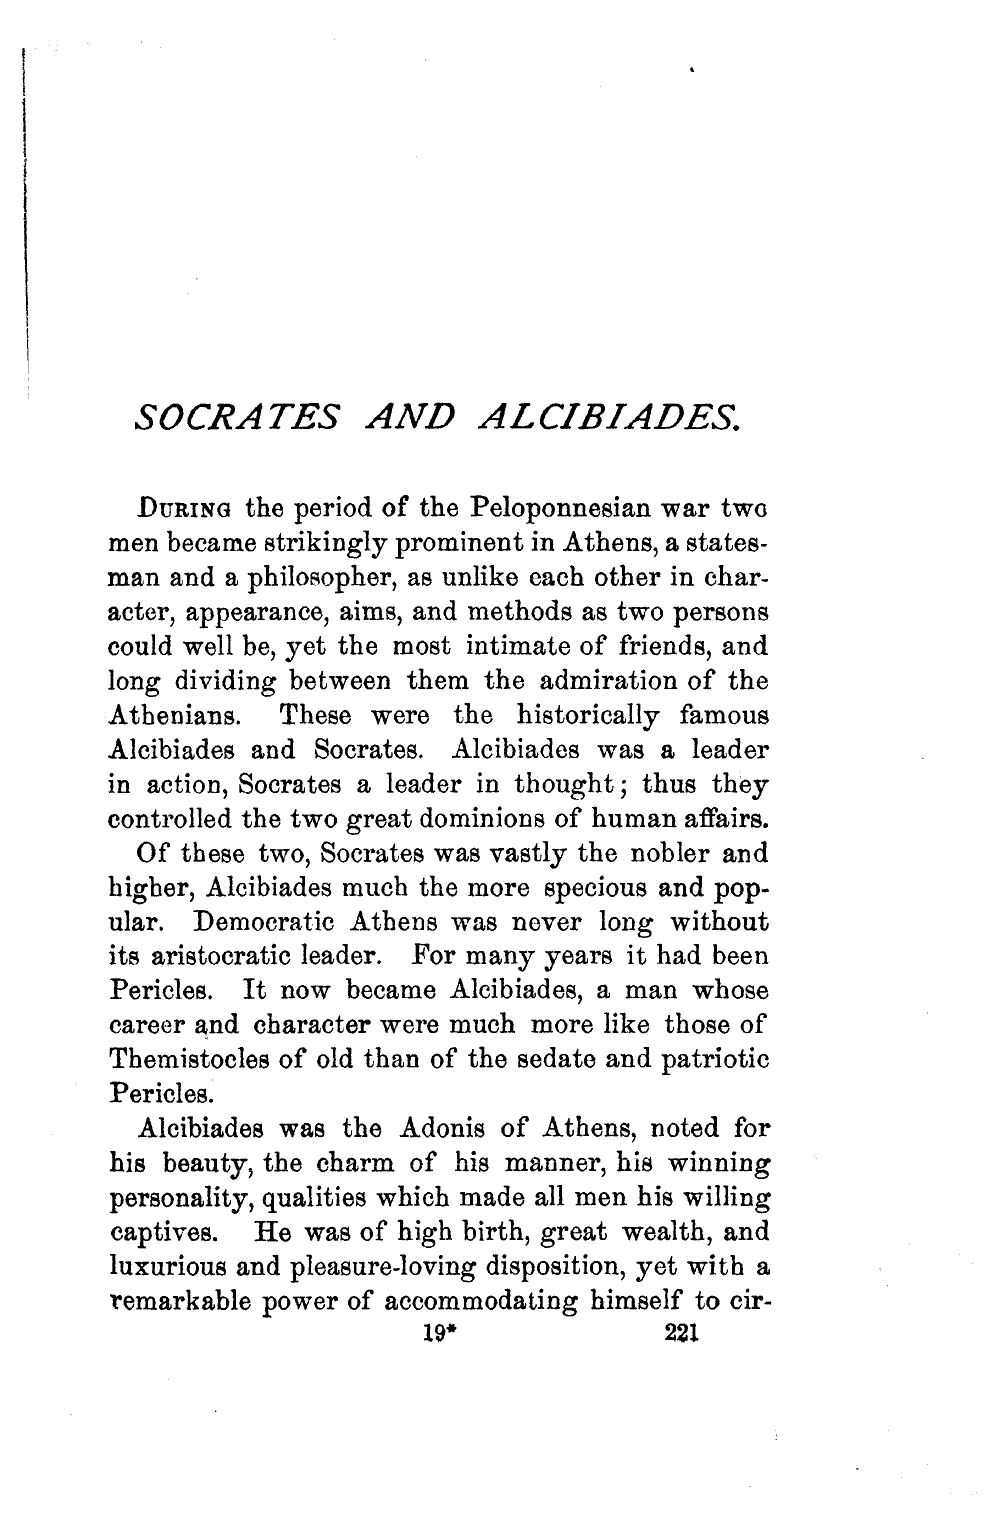 SOCRATES AND ALCIBIADES.
DURING the period of the Peloponnesian war two
men became strikingly prominent in Athens, a states-
man and a philosopher, as unlike each other in char-
acter, appearance, aims, and methods as two persons
could well be, yet the most intimate of friends, and
long dividing between them the admiration of the
Athenians. These were the historically famous
Alcibiades and Socrates. Alcibiades was a leader
in action, Socrates a leader in thought; thus they
controlled the two great dominions of human affairs.
Of these two, Socrates was vastly the nobler and
higher, Alcibiades much the more specious and pop-
ular. Democratic Athens was never long without
its aristocratic leader. For many years it had been
Pericles. It now became Alcibiades, a man whose
career and character were much more like those of
Themistocles of old than of the sedate and patriotic
Pericles.
Alcibiades was the Adonis of Athens, noted for
his beauty, the charm of his manner, his winning
personality, qualities which made all men his willing
captives. He was of high birth, great wealth, and
luxurious and pleasure-loving disposition, yet with a
remarkable power of accommodating himself to cir-
19* 221